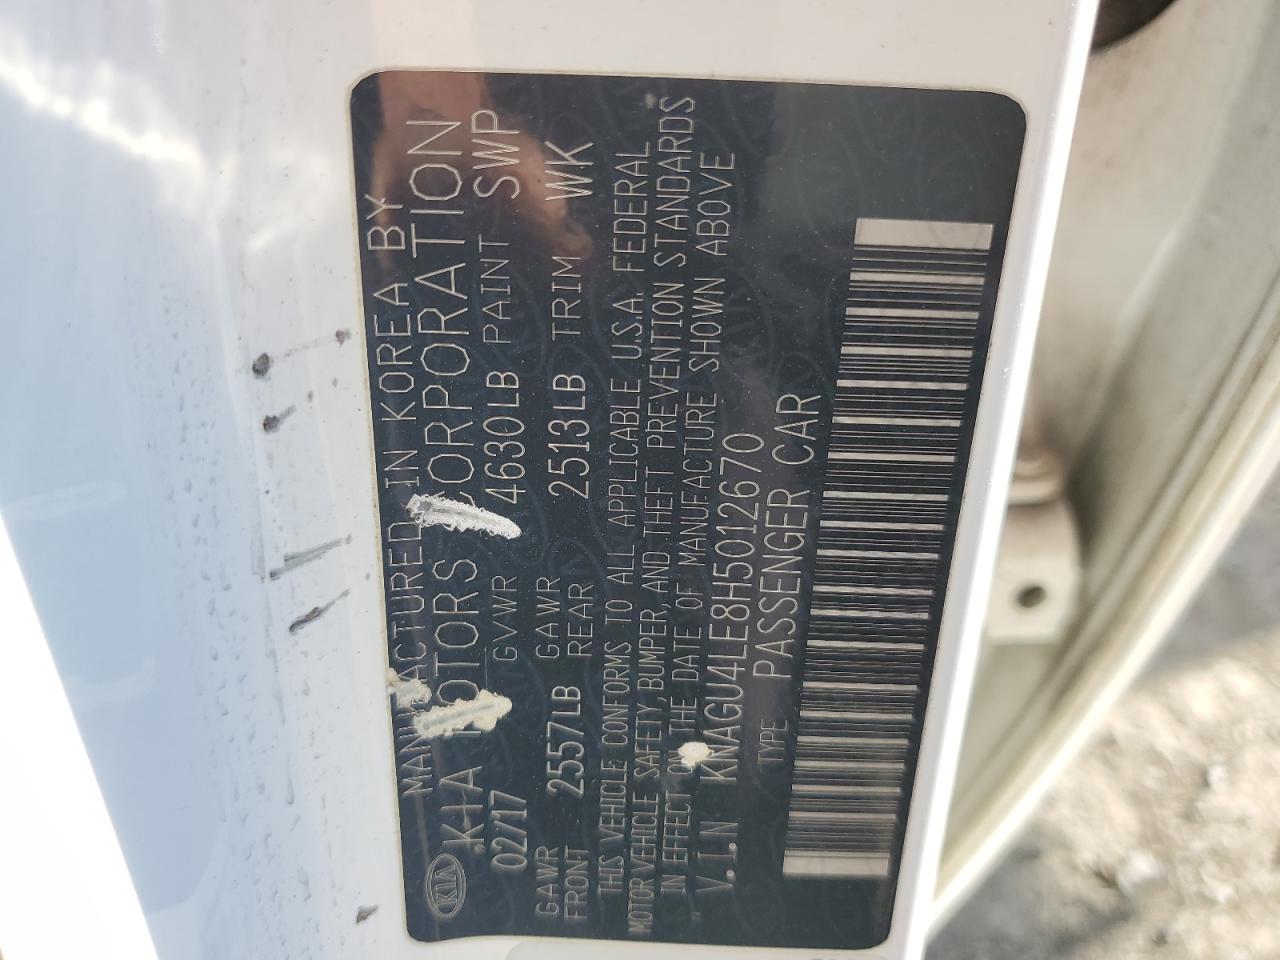 KIA
MANUFACTURED IN KOREA BY
KIA MOTORS CORPORATION
02/17 GVWR 4630LB PAINT SWP
GAWR FRONT 2557LB GAWR REAR 2513LB TRIM WK
THIS VEHICLE CONFORMS TO ALL APPLICABLE U.S.A FEDERAL
MOTOR VEHICLE SAFETY, BUMPER, AND THEFT PREVENTION STANDARDS
IN EFFECT ON THE DATE OF MANUFACTURE SHOWN ABOVE
V.I.N KNAGU4LE8H5012670
TYPE PASSENGER CAR